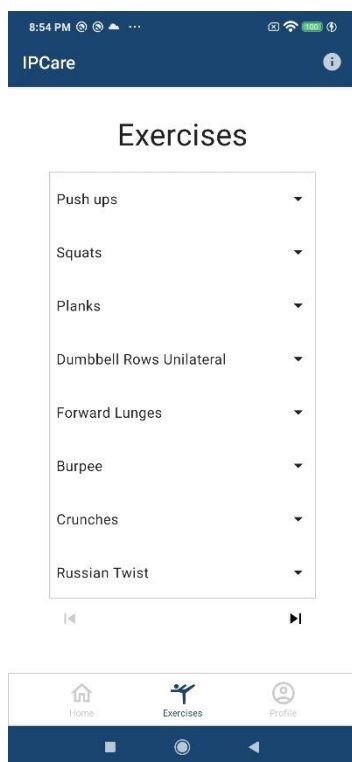 8:54 PM
100
IPCare
Exercises
Push ups
Squats
Planks
Dumbbell Rows Unilateral
Forward Lunges
Burpee
Crunches
Russian Twist
Home
Exercises
Profile